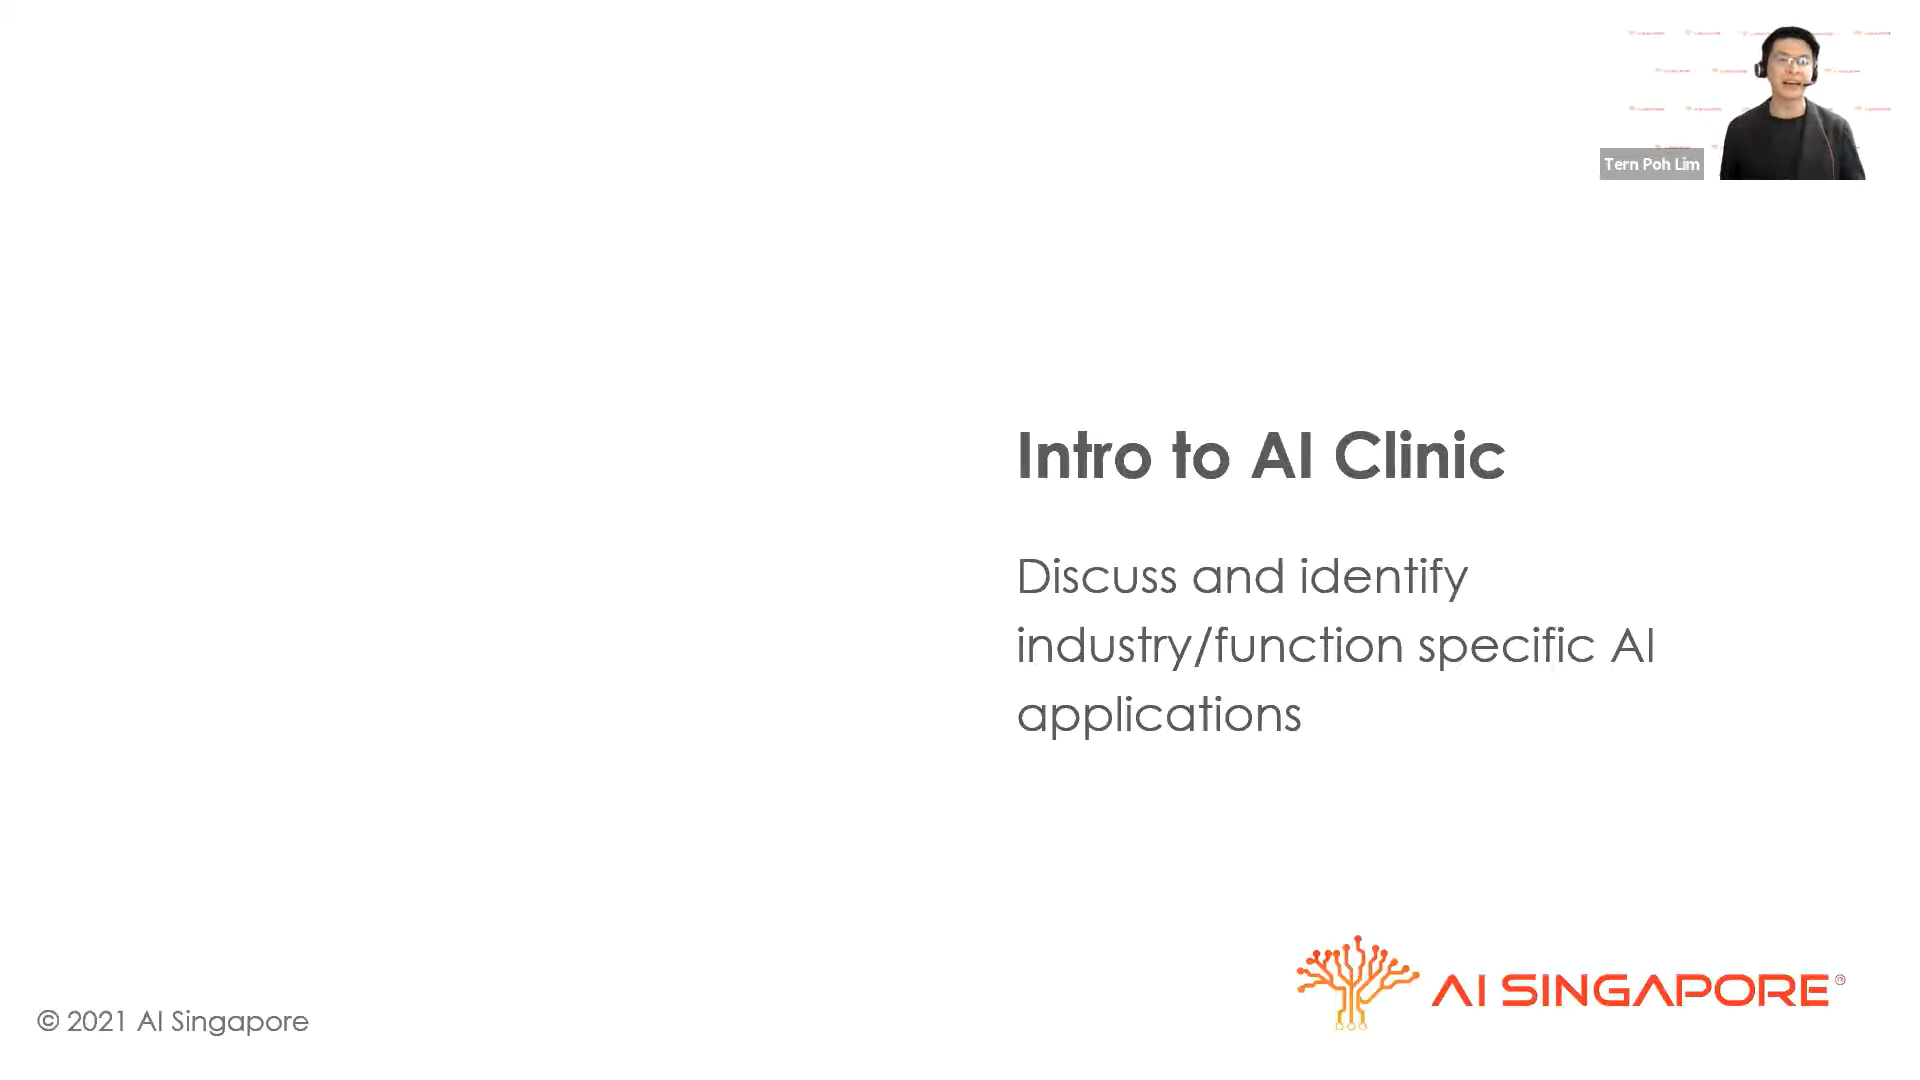 Tern Poh Lim
Intro to AI Clinic
Discuss and identify
industry/function specific AI
applications
AI SINGAPORE®
© 2021 AI Singapore